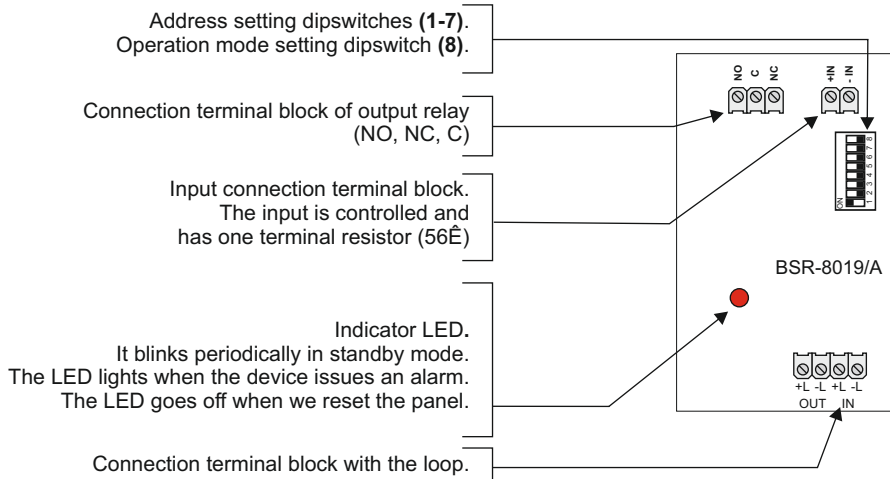 Address setting dipswitches (1-7).
Operation mode setting dipswitch (8).
Connection terminal block of output relay
(NO, NC, C)
Input connection terminal block.
The input is controlled and
has one terminal resistor (56Ê)
Indicator LED.
It blinks periodically in standby mode.
The LED lights when the device issues an alarm.
The LED goes off when we reset the panel.
Connection terminal block with the loop.
NO C NC
+IN - IN
ON
1 2 3 4 5 6 7 8
BSR-8019/A
+L -L +L -L
OUT IN